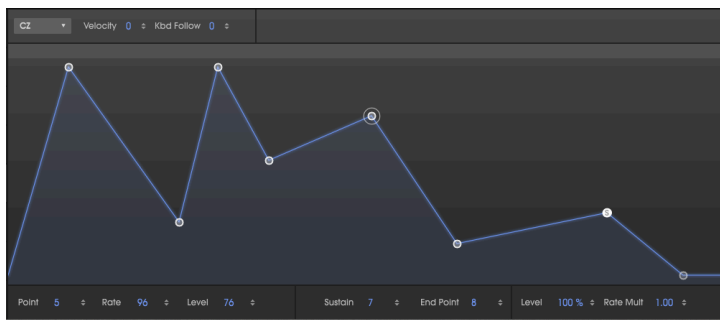 CZ Velocity 0 Kbd Follow 0
S
Point 5 Rate 96 Level 76 Sustain 7 End Point 8 Level 100 % Rate Mult 1.00